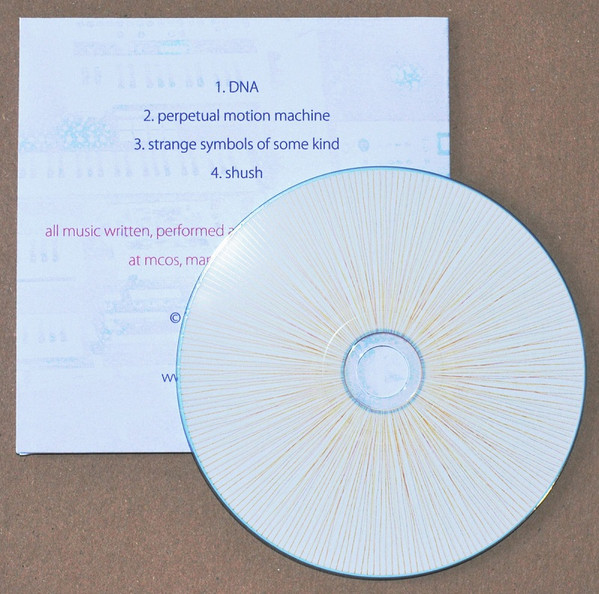 1. DNA
2. perpetual motion machine
3. strange symbols of some kind
4. shush
all music written, performed
at mcos,
©